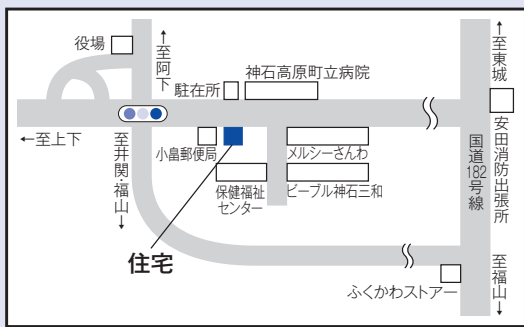 役場
↑至阿下
駐在所
神石高原町立病院
↑至東城
←至上下
至井関・福山↓
小畠郵便局
メルシーさんわ
国道182号線
安田消防出張所
保健福祉
センター
ピープル神石三和
住宅
ふくかわストアー
至福山↓